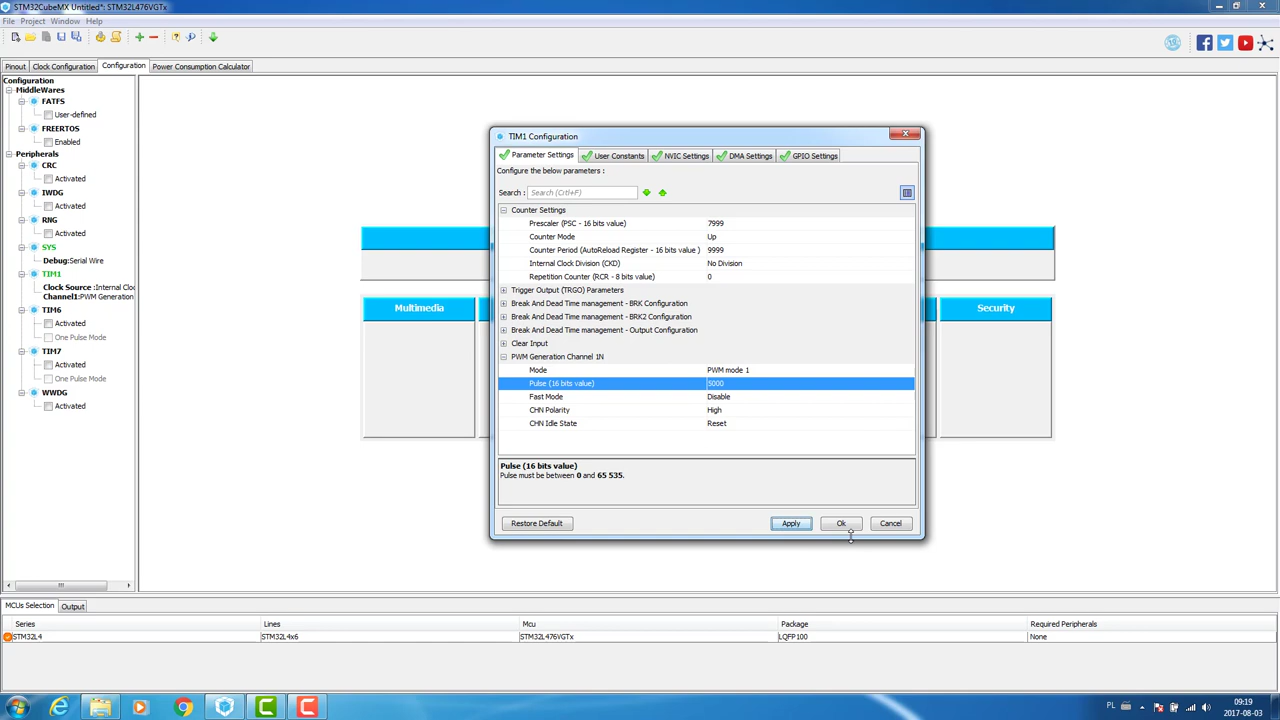 STM32CubeMX Untitled*: STM32L476VGTx
File Project Window Help
Pinout Clock Configuration Configuration Power Consumption Calculator
Configuration
MiddleWares
FATFS
User-defined
FREERTOS
Enabled
Peripherals
CRC
Activated
IWDG
Activated
RNG
Activated
SYS
Debug:Serial Wire
TIM1
Clock Source :Internal Cloc
Channel1:PWM Generation
TIM6
Activated
One Pulse Mode
TIM7
Activated
One Pulse Mode
WWDG
Activated
Multimedia
Security
TIM1 Configuration
Parameter Settings User Constants NVIC Settings DMA Settings GPIO Settings
Configure the below parameters :
Search : Search (Crtl+F)
Counter Settings
Prescaler (PSC - 16 bits value) 7999
Counter Mode Up
Counter Period (AutoReload Register - 16 bits value ) 9999
Internal Clock Division (CKD) No Division
Repetition Counter (RCR - 8 bits value) 0
Trigger Output (TRGO) Parameters
Break And Dead Time management - BRK Configuration
Break And Dead Time management - BRK2 Configuration
Break And Dead Time management - Output Configuration
Clear Input
PWM Generation Channel 1N
Mode PWM mode 1
Pulse (16 bits value) 5000
Fast Mode Disable
CHN Polarity High
CHN Idle State Reset
Pulse (16 bits value)
Pulse must be between 0 and 65 535.
Restore Default Apply Ok Cancel
MCUs Selection Output
Series Lines Mcu Package Required Peripherals
STM32L4 STM32L4x6 STM32L476VGTx LQFP100 None
PL 09:19
2017-08-03